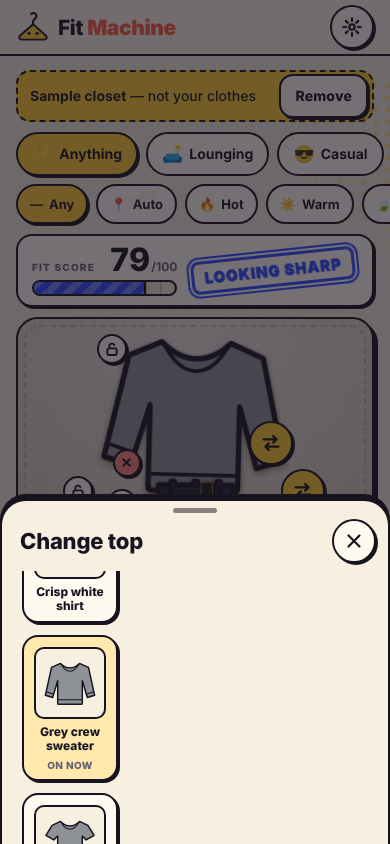 Fit Machine
Sample closet — not your clothes
Remove
Anything
Lounging
Casual
— Any
Auto
Hot
Warm
FIT SCORE
79/100
LOOKING SHARP
Change top
Crisp white
shirt
Grey crew
sweater
ON NOW